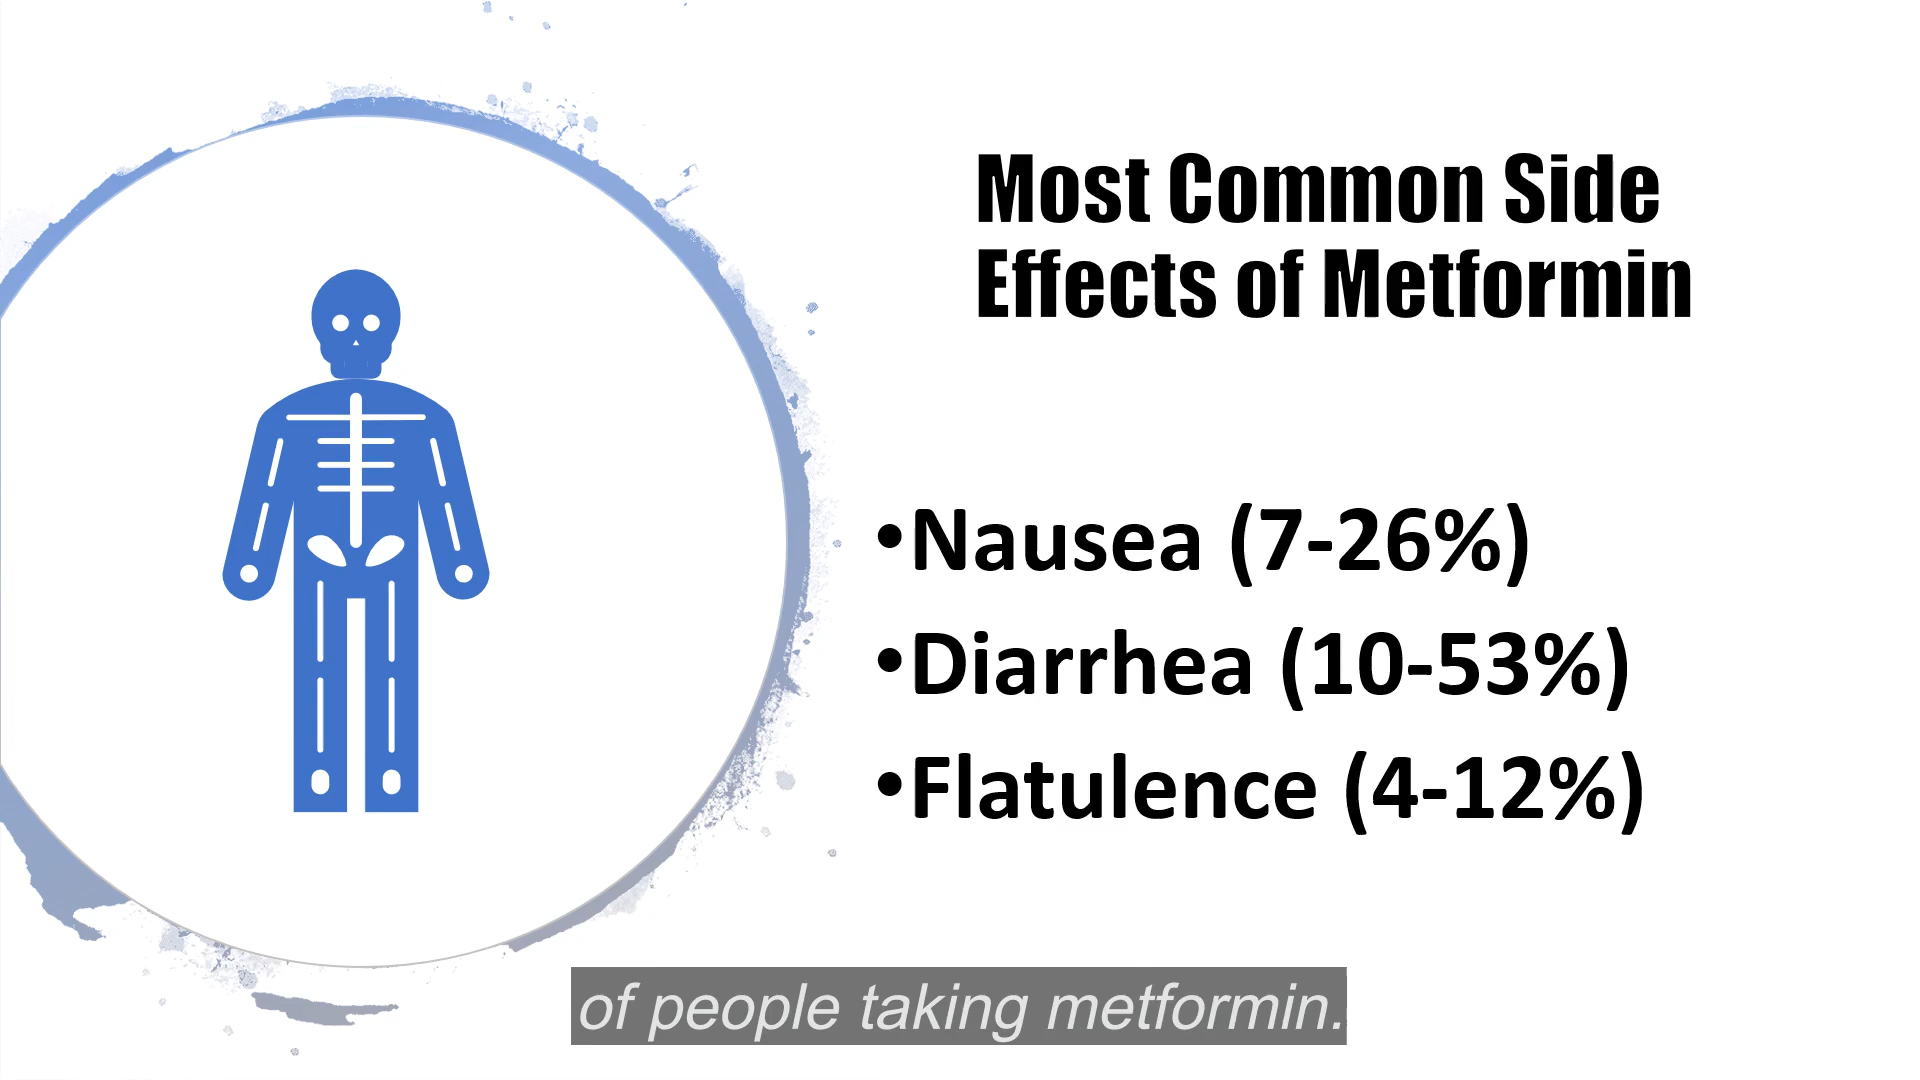 Most Common Side
Effects of Metformin
•Nausea (7-26%)
•Diarrhea (10-53%)
•Flatulence (4-12%)
of people taking metformin.